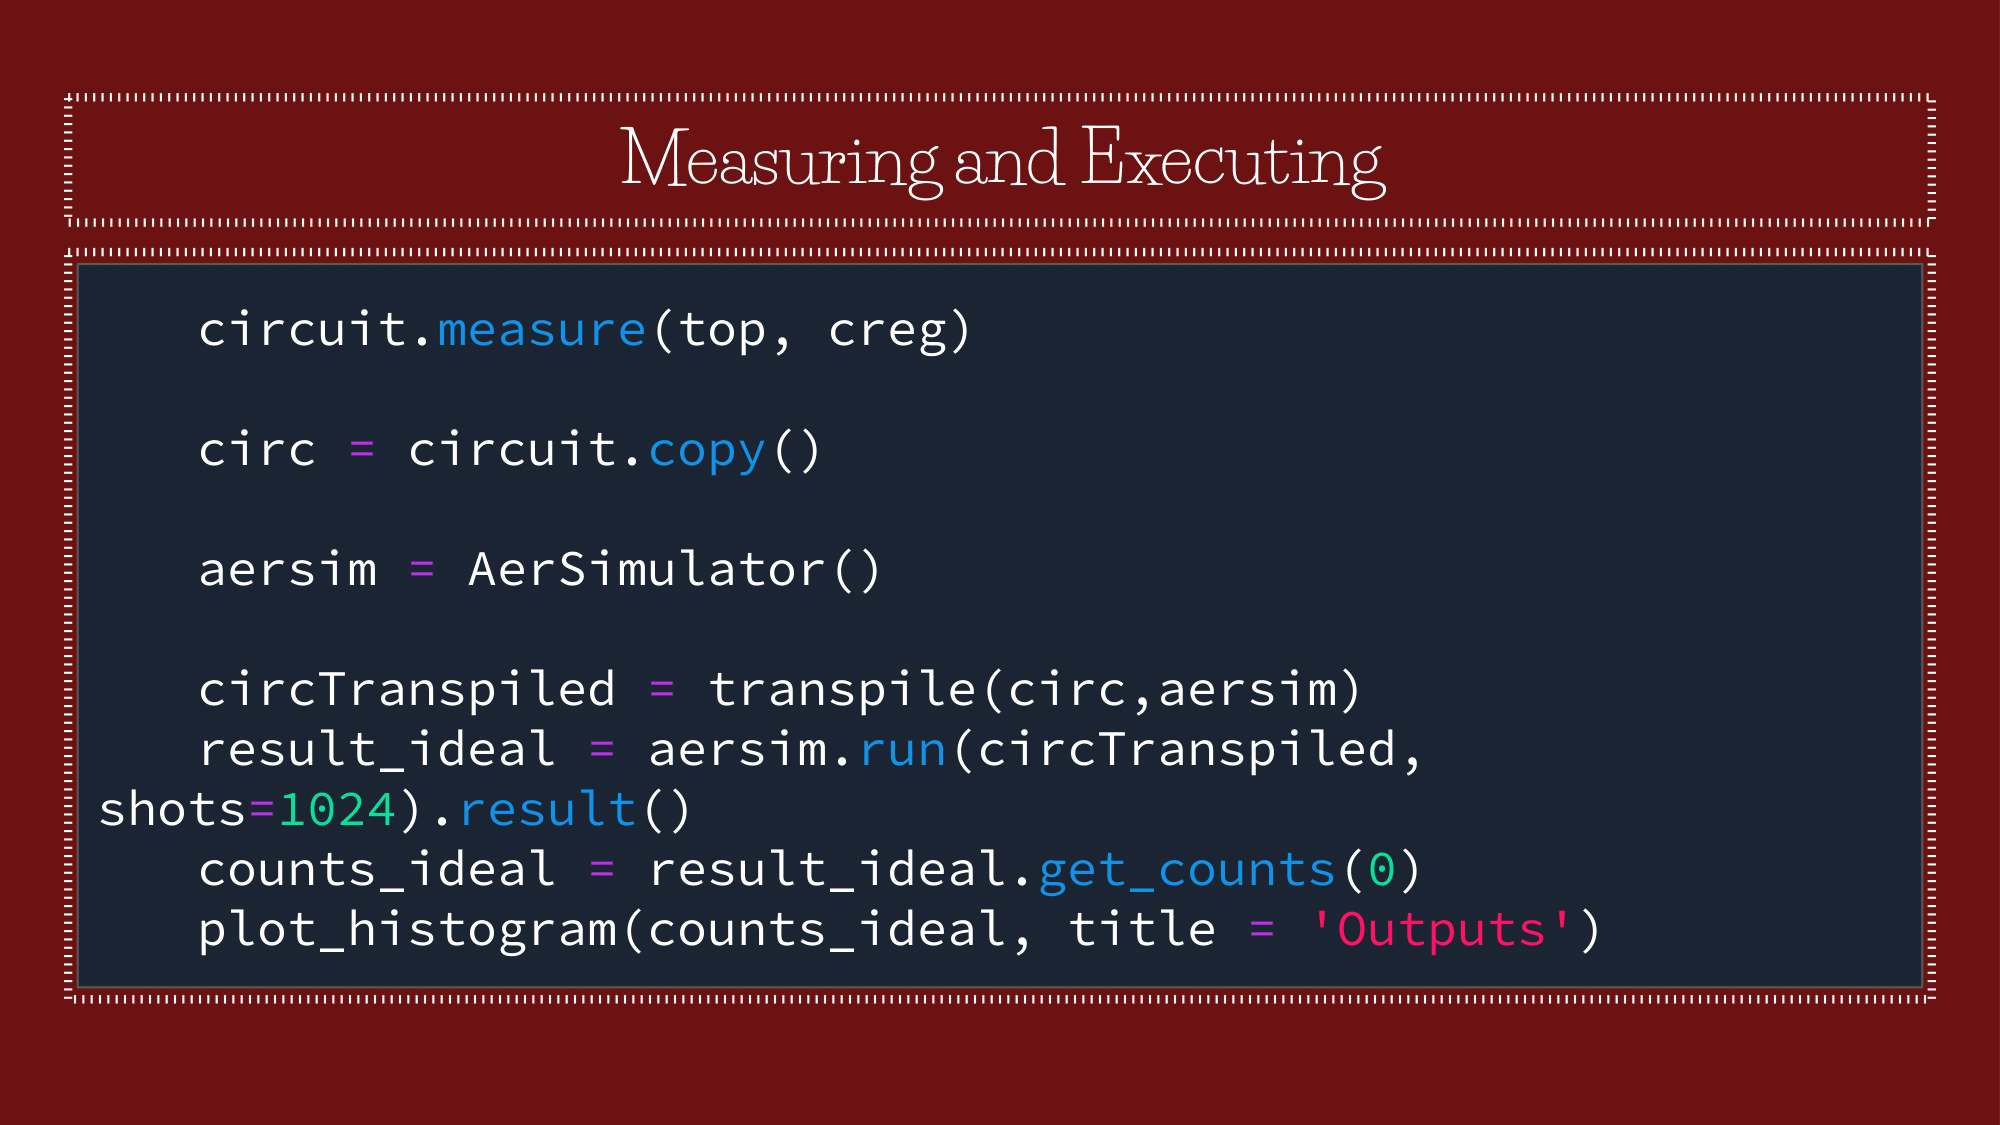 Measuring and Executing
circuit.measure(top, creg)
circ = circuit.copy()
aersim = AerSimulator()
circTranspiled = transpile(circ,aersim)
result_ideal = aersim.run(circTranspiled,
shots=1024).result()
counts_ideal = result_ideal.get_counts(0)
plot_histogram(counts_ideal, title = 'Outputs')